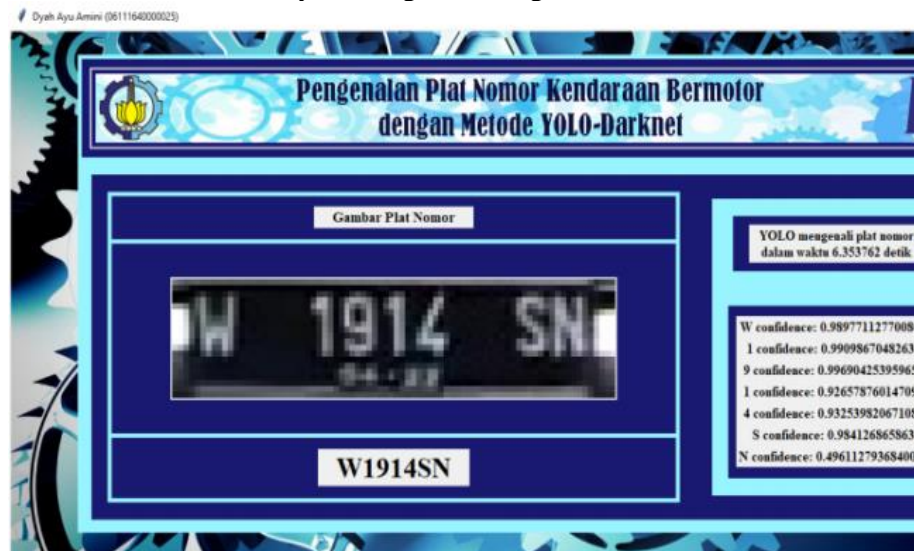 Dyah Ayu Amini (06111640000025)
Pengenalan Plat Nomor Kendaraan Bermotor
dengan Metode YOLO-Darknet
Gambar Plat Nomor
W 1914 SN
W1914SN
YOLO mengenali plat nomor
dalam waktu 6.353762 detik
W confidence: 0.9897711277008
1 confidence: 0.9909867048263
9 confidence: 0.9969042539596
1 confidence: 0.9265787601470
4 confidence: 0.9325398206710
S confidence: 0.984126865863
N confidence: 0.4961127936840